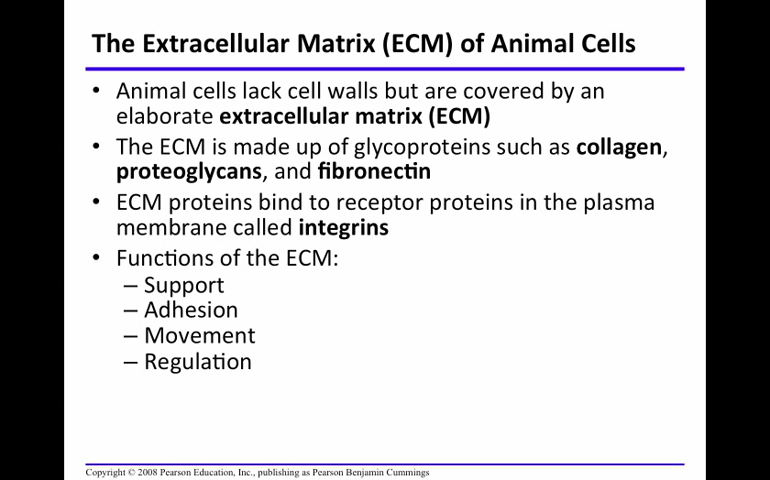 The Extracellular Matrix (ECM) of Animal Cells
• Animal cells lack cell walls but are covered by an
elaborate extracellular matrix (ECM)
• The ECM is made up of glycoproteins such as collagen,
proteoglycans, and fibronectin
• ECM proteins bind to receptor proteins in the plasma
membrane called integrins
• Functions of the ECM:
– Support
– Adhesion
– Movement
– Regulation
Copyright © 2008 Pearson Education, Inc., publishing as Pearson Benjamin Cummings